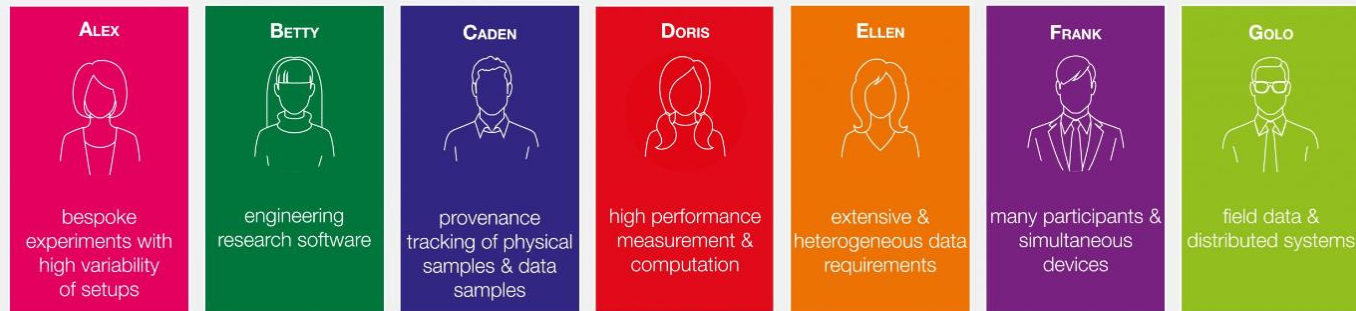 ALEX
bespoke
experiments with
high variability
of setups
BETTY
engineering
research software
CADEN
provenance
tracking of physical
samples & data
samples
DORIS
high performance
measurement &
computation
ELLEN
extensive &
heterogeneous data
requirements
FRANK
many participants &
simultaneous
devices
GOLO
field data &
distributed systems